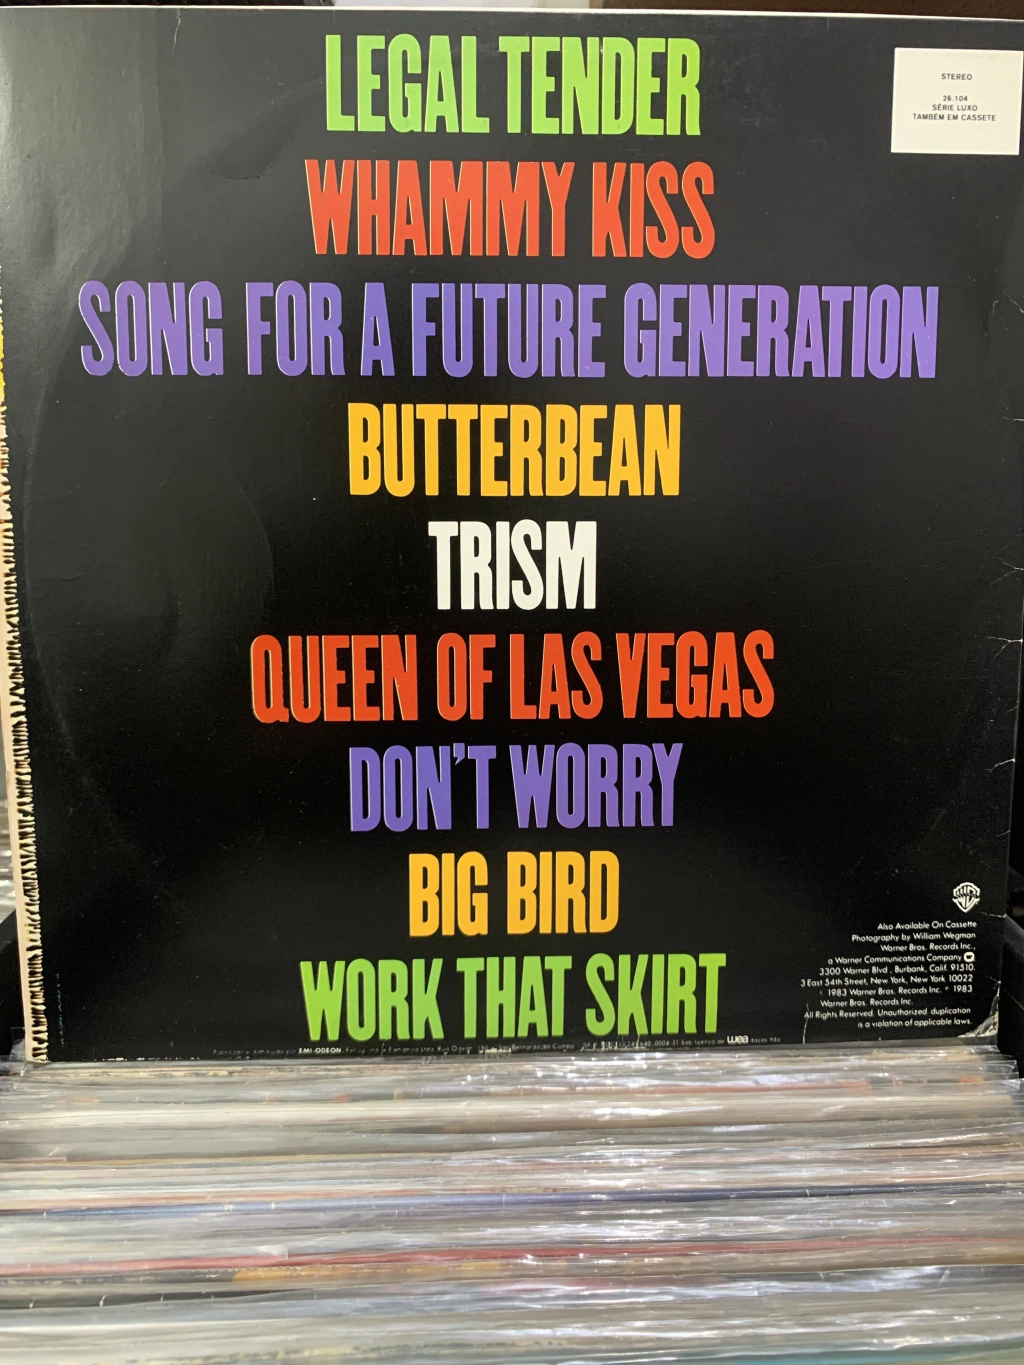 LEGAL TENDER
STEREO
26.104
SÉRIE LUXO
TAMBÉM EM CASSETE
WHAMMY KISS
SONG FOR A FUTURE GENERATION
BUTTERBEAN
TRISM
QUEEN OF LAS VEGAS
DON'T WORRY
BIG BIRD
WORK THAT SKIRT
Also Available On Cassette
Photography by William Wegman
Warner Bros. Records Inc.,
a Warner Communications Company
3300 Warner Blvd., Burbank, Calif. 91510.
3 East 54th Street, New York, New York 10022
1983 Warner Bros. Records Inc. 1983
Warner Bros. Records Inc.
All Rights Reserved. Unauthorized duplication
is a violation of applicable laws.
EMI-ODEON, wea discos ltda